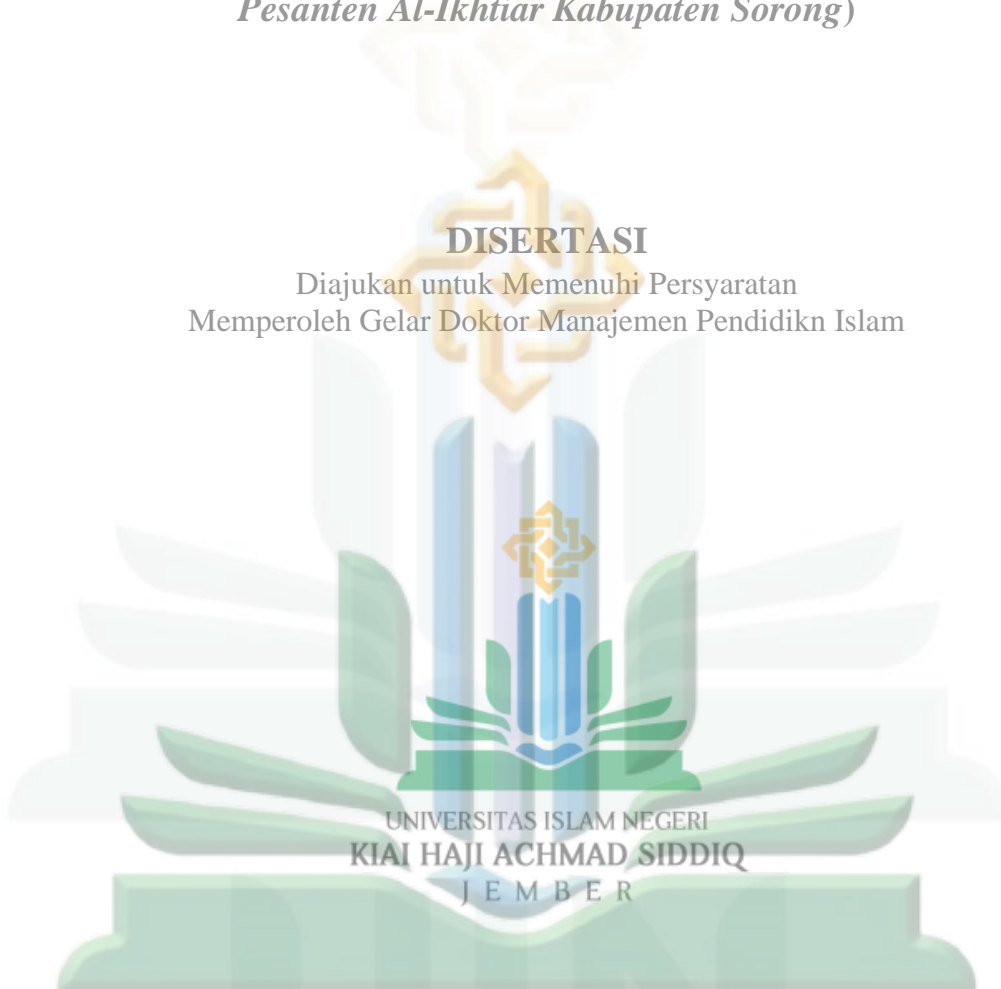 Pesanten Al-Ikhtiar Kabupaten Sorong)
DISERTASI
Diajukan untuk Memenuhi Persyaratan
Memperoleh Gelar Doktor Manajemen Pendidikn Islam
UNIVERSITAS ISLAM NEGERI
KIAI HAJI ACHMAD SIDDIQ
JEMBER